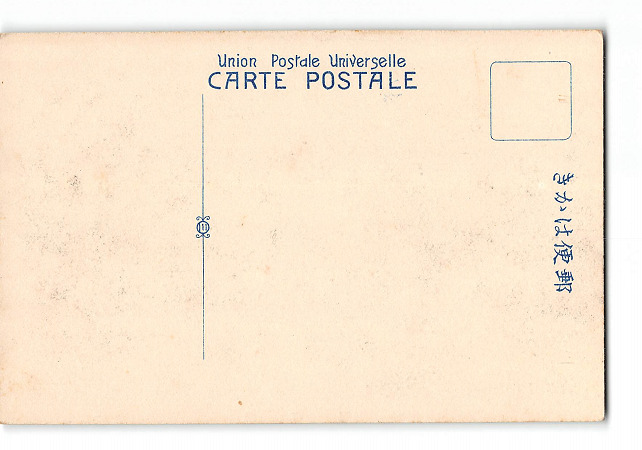 Union Postale Universelle
CARTE POSTALE
きかは便郵